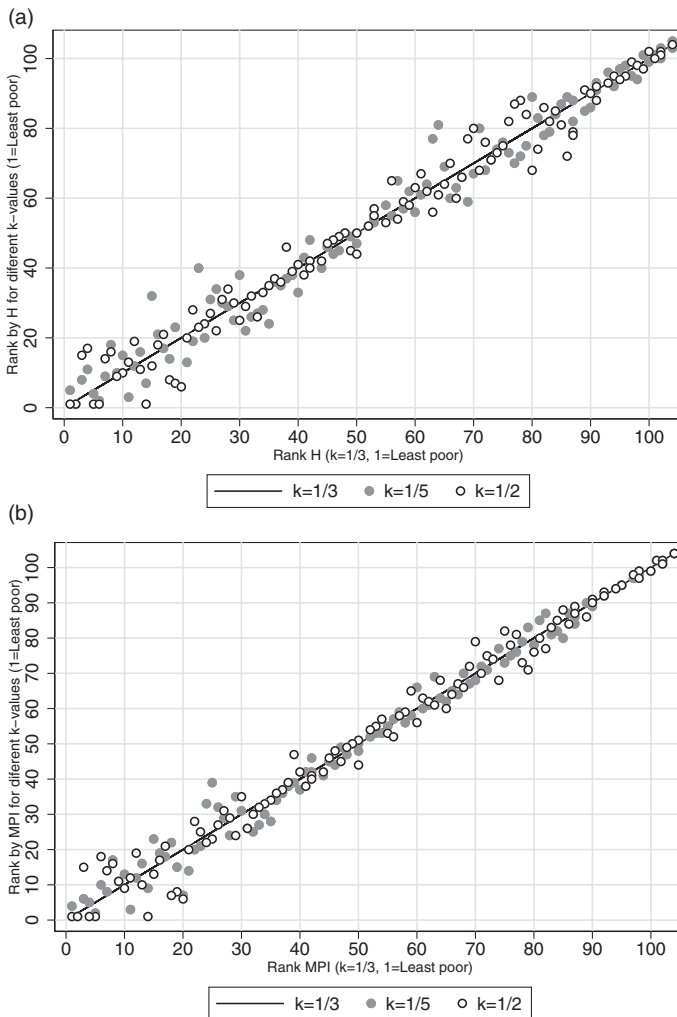 (a)
Rank by H for diferent k-values (1=Least poor)
100
80
60
40
20
0
0 10 20 30 40 50 60 70 80 90 100
Rank H (k=1/3, 1=Least poor)
k=1/3 k=1/5 k=1/2
(b)
Rank by MPI for diferent k-values (1=Least poor)
100
90
80
70
60
50
40
30
20
10
0
0 10 20 30 40 50 60 70 80 90 100
Rank MPI (k=1/3, 1=Least poor)
k=1/3 k=1/5 k=1/2